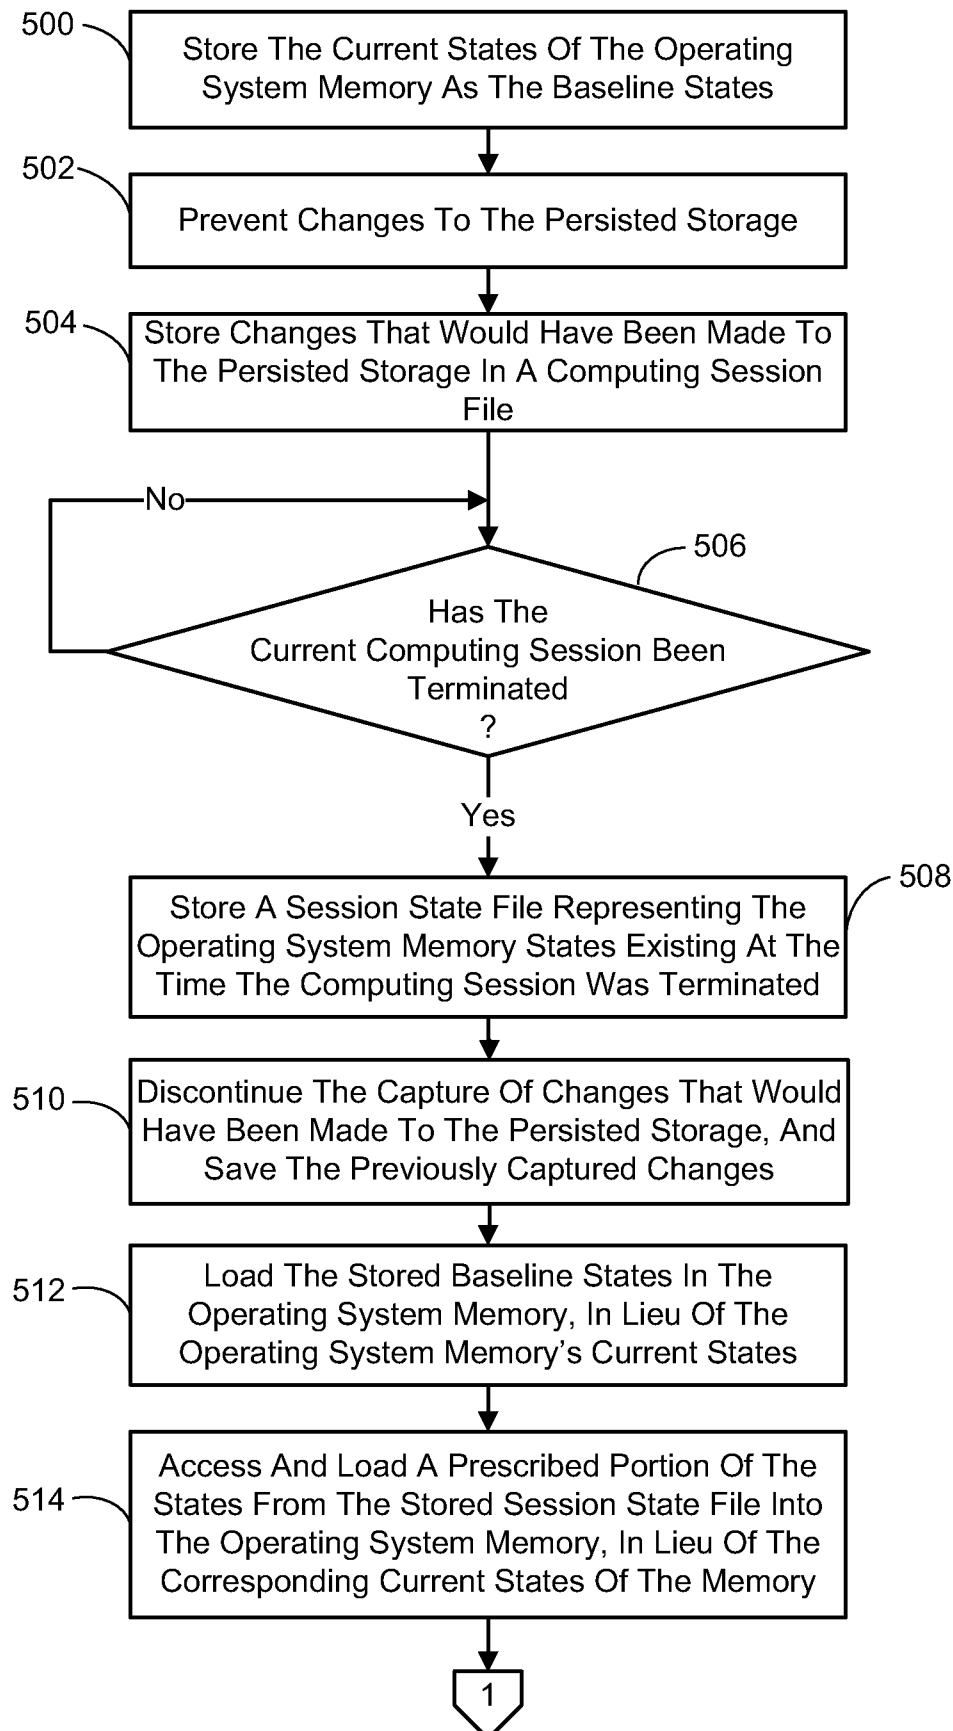 500
Store The Current States Of The Operating
System Memory As The Baseline States
502
Prevent Changes To The Persisted Storage
504
Store Changes That Would Have Been Made To
The Persisted Storage In A Computing Session
File
No
506
Has The
Current Computing Session Been
Terminated
?
Yes
508
Store A Session State File Representing The
Operating System Memory States Existing At The
Time The Computing Session Was Terminated
510
Discontinue The Capture Of Changes That Would
Have Been Made To The Persisted Storage, And
Save The Previously Captured Changes
512
Load The Stored Baseline States In The
Operating System Memory, In Lieu Of The
Operating System Memory’s Current States
514
Access And Load A Prescribed Portion Of The
States From The Stored Session State File Into
The Operating System Memory, In Lieu Of The
Corresponding Current States Of The Memory
1